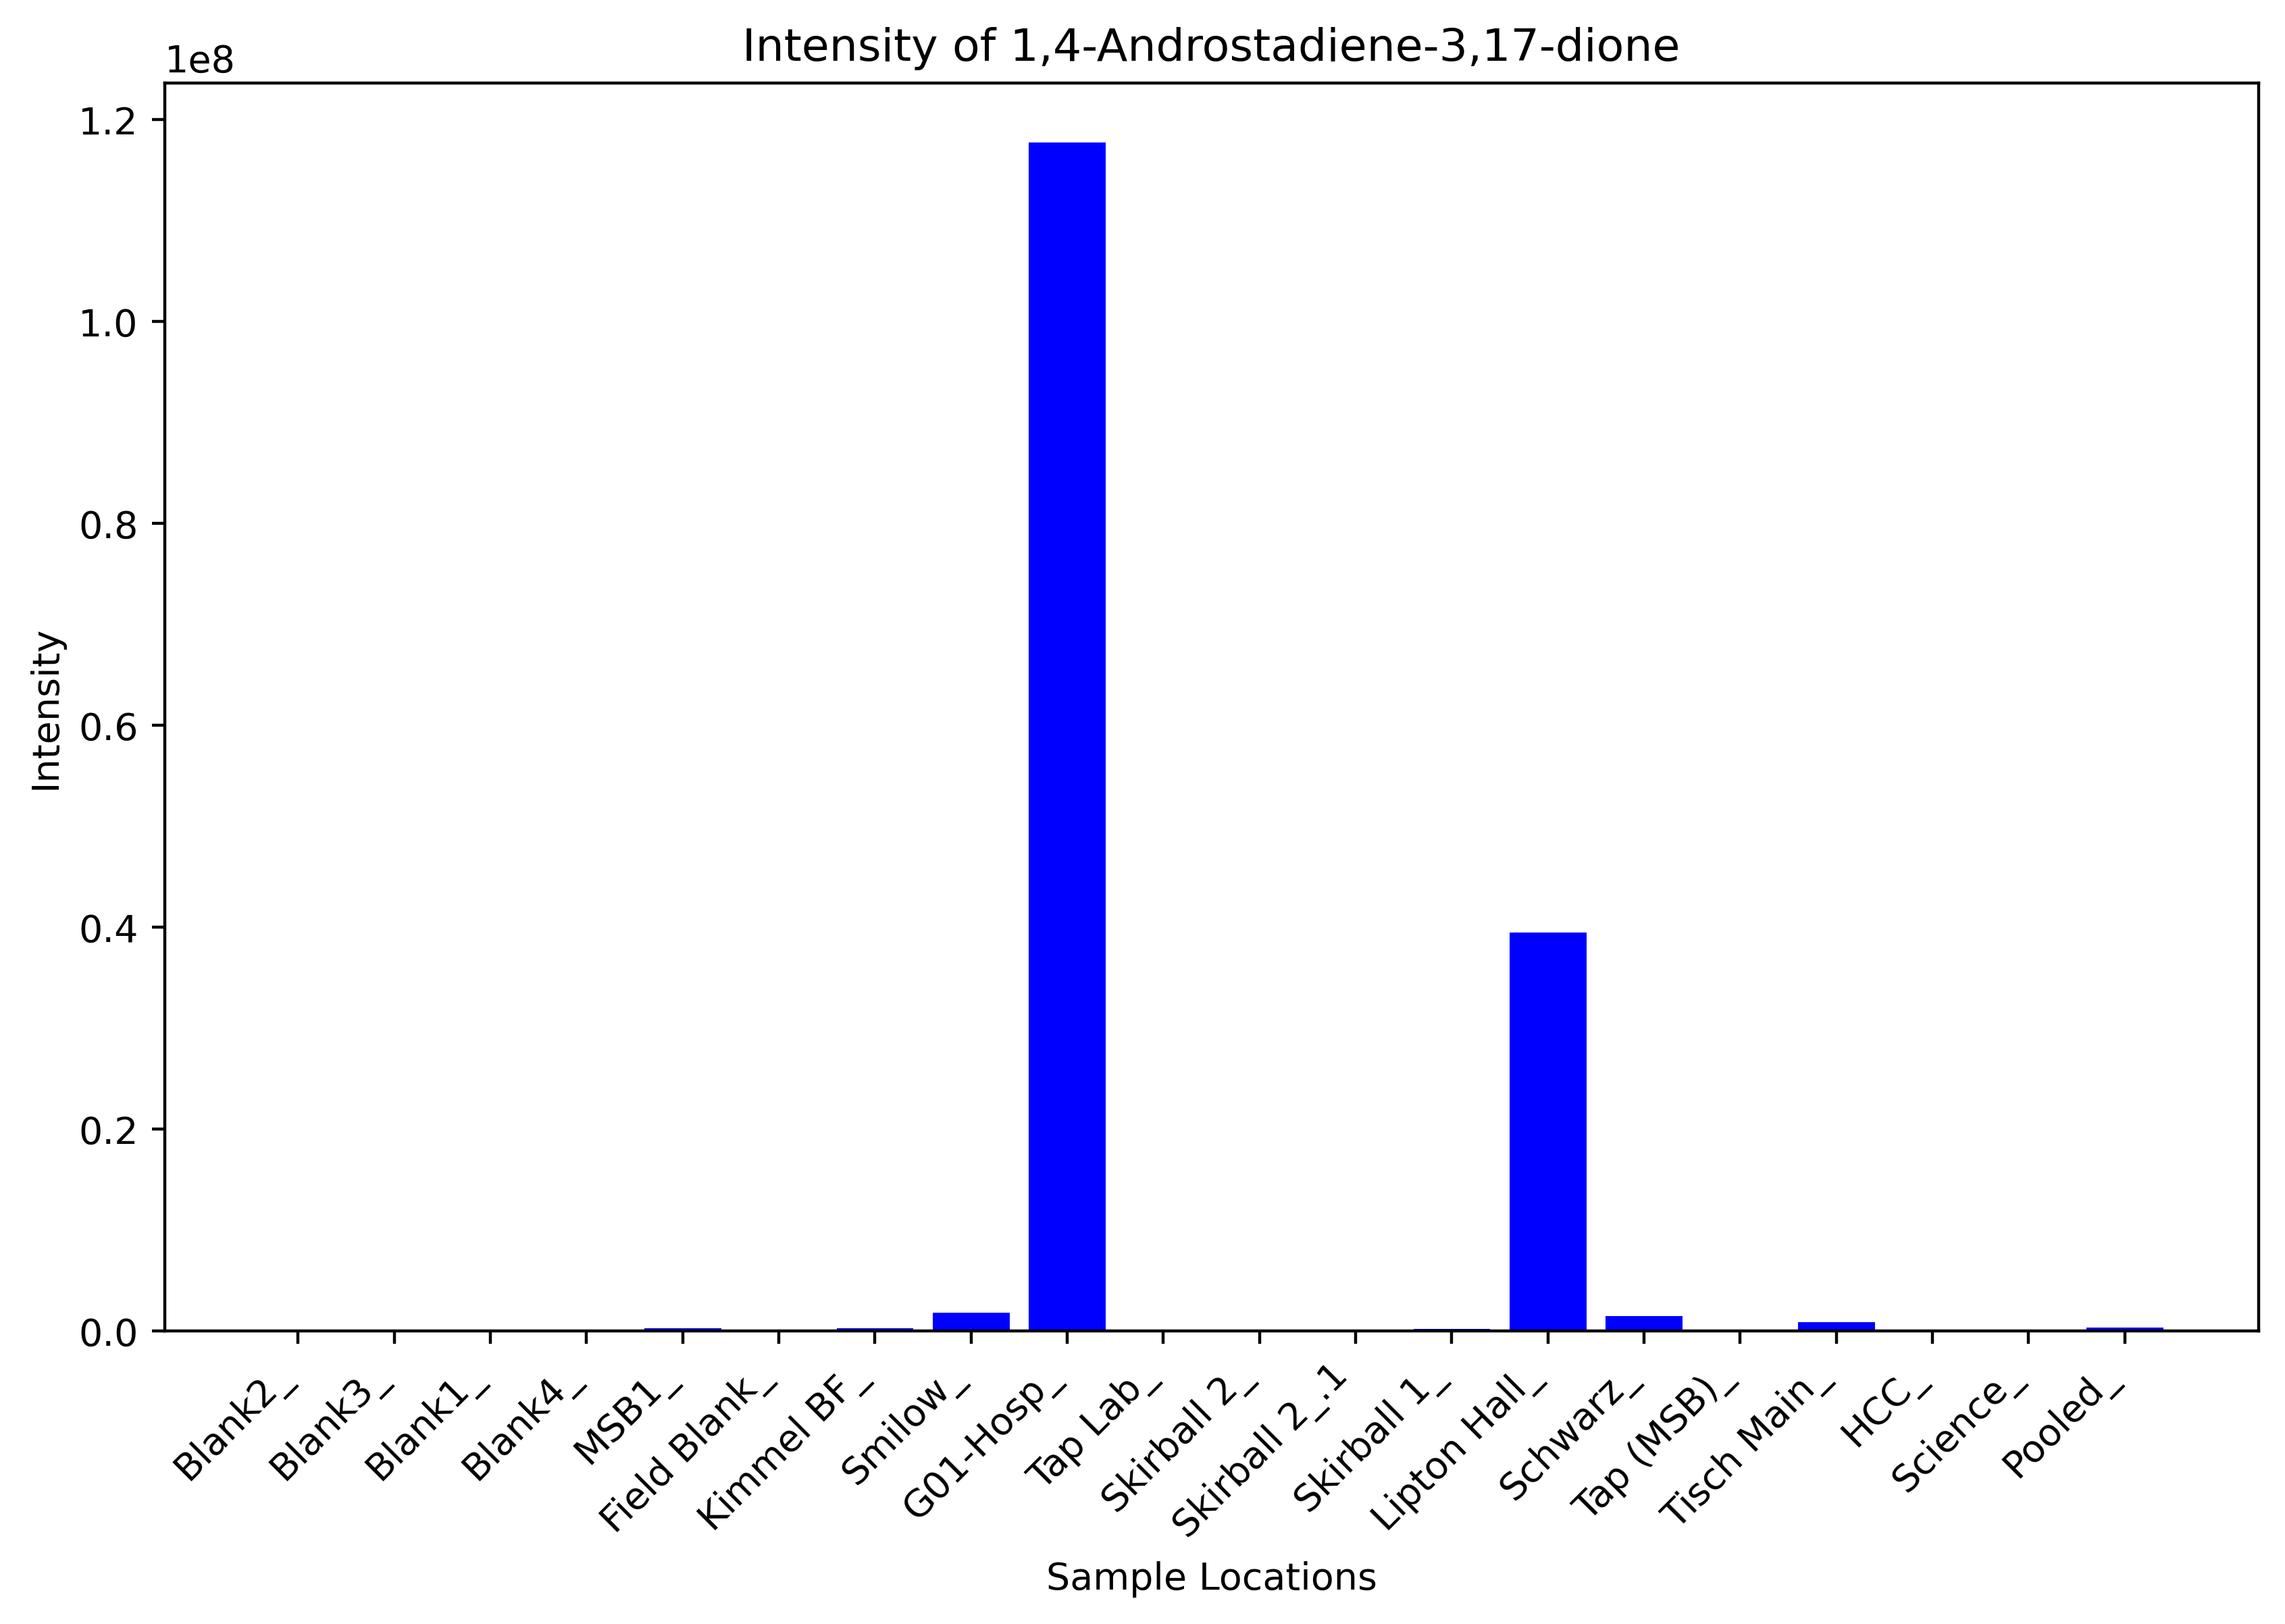 Intensity of 1,4-Androstadiene-3,17-dione
1e8
1.2
1.0
0.8
0.6
0.4
0.2
0.0
Intensity
Blank2_
Blank3_
Blank1_
Blank4_
MSB1_
Field Blank_
Kimmel BF_
Smilow_
G01-Hosp_
Tap Lab_
Skirball 2_
Skirball 2_.1
Skirball 1_
Lipton Hall_
Schwarz_
Tap (MSB)_
Tisch Main_
HCC_
Science_
Pooled_
Sample Locations